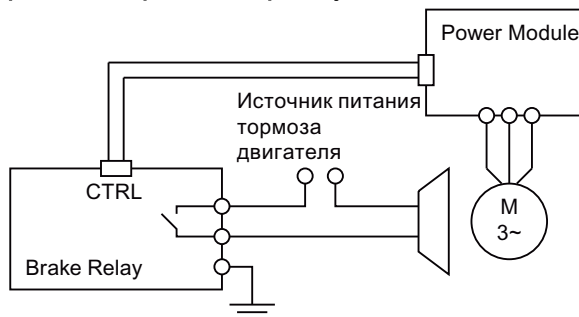 Power Module
Источник питания
тормоза
двигателя
CTRL
M
3~
Brake Relay